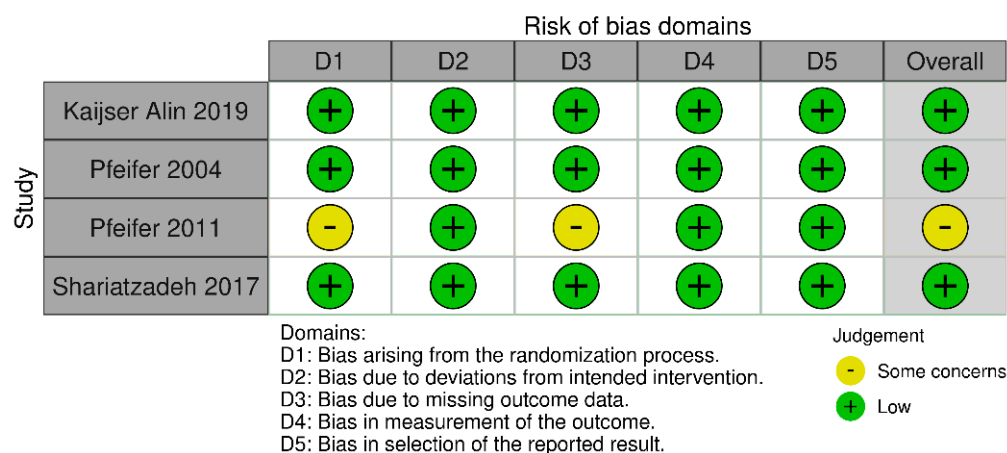 Risk of bias domains
D1 D2 D3 D4 D5 Overall
Study
Kaijser Alin 2019 + + + + + +
Pfeifer 2004 + + + + + +
Pfeifer 2011 - + - + + -
Shariatzadeh 2017 + + + + + +
Domains:
D1: Bias arising from the randomization process.
D2: Bias due to deviations from intended intervention.
D3: Bias due to missing outcome data.
D4: Bias in measurement of the outcome.
D5: Bias in selection of the reported result.
Judgement
- Some concerns
+ Low